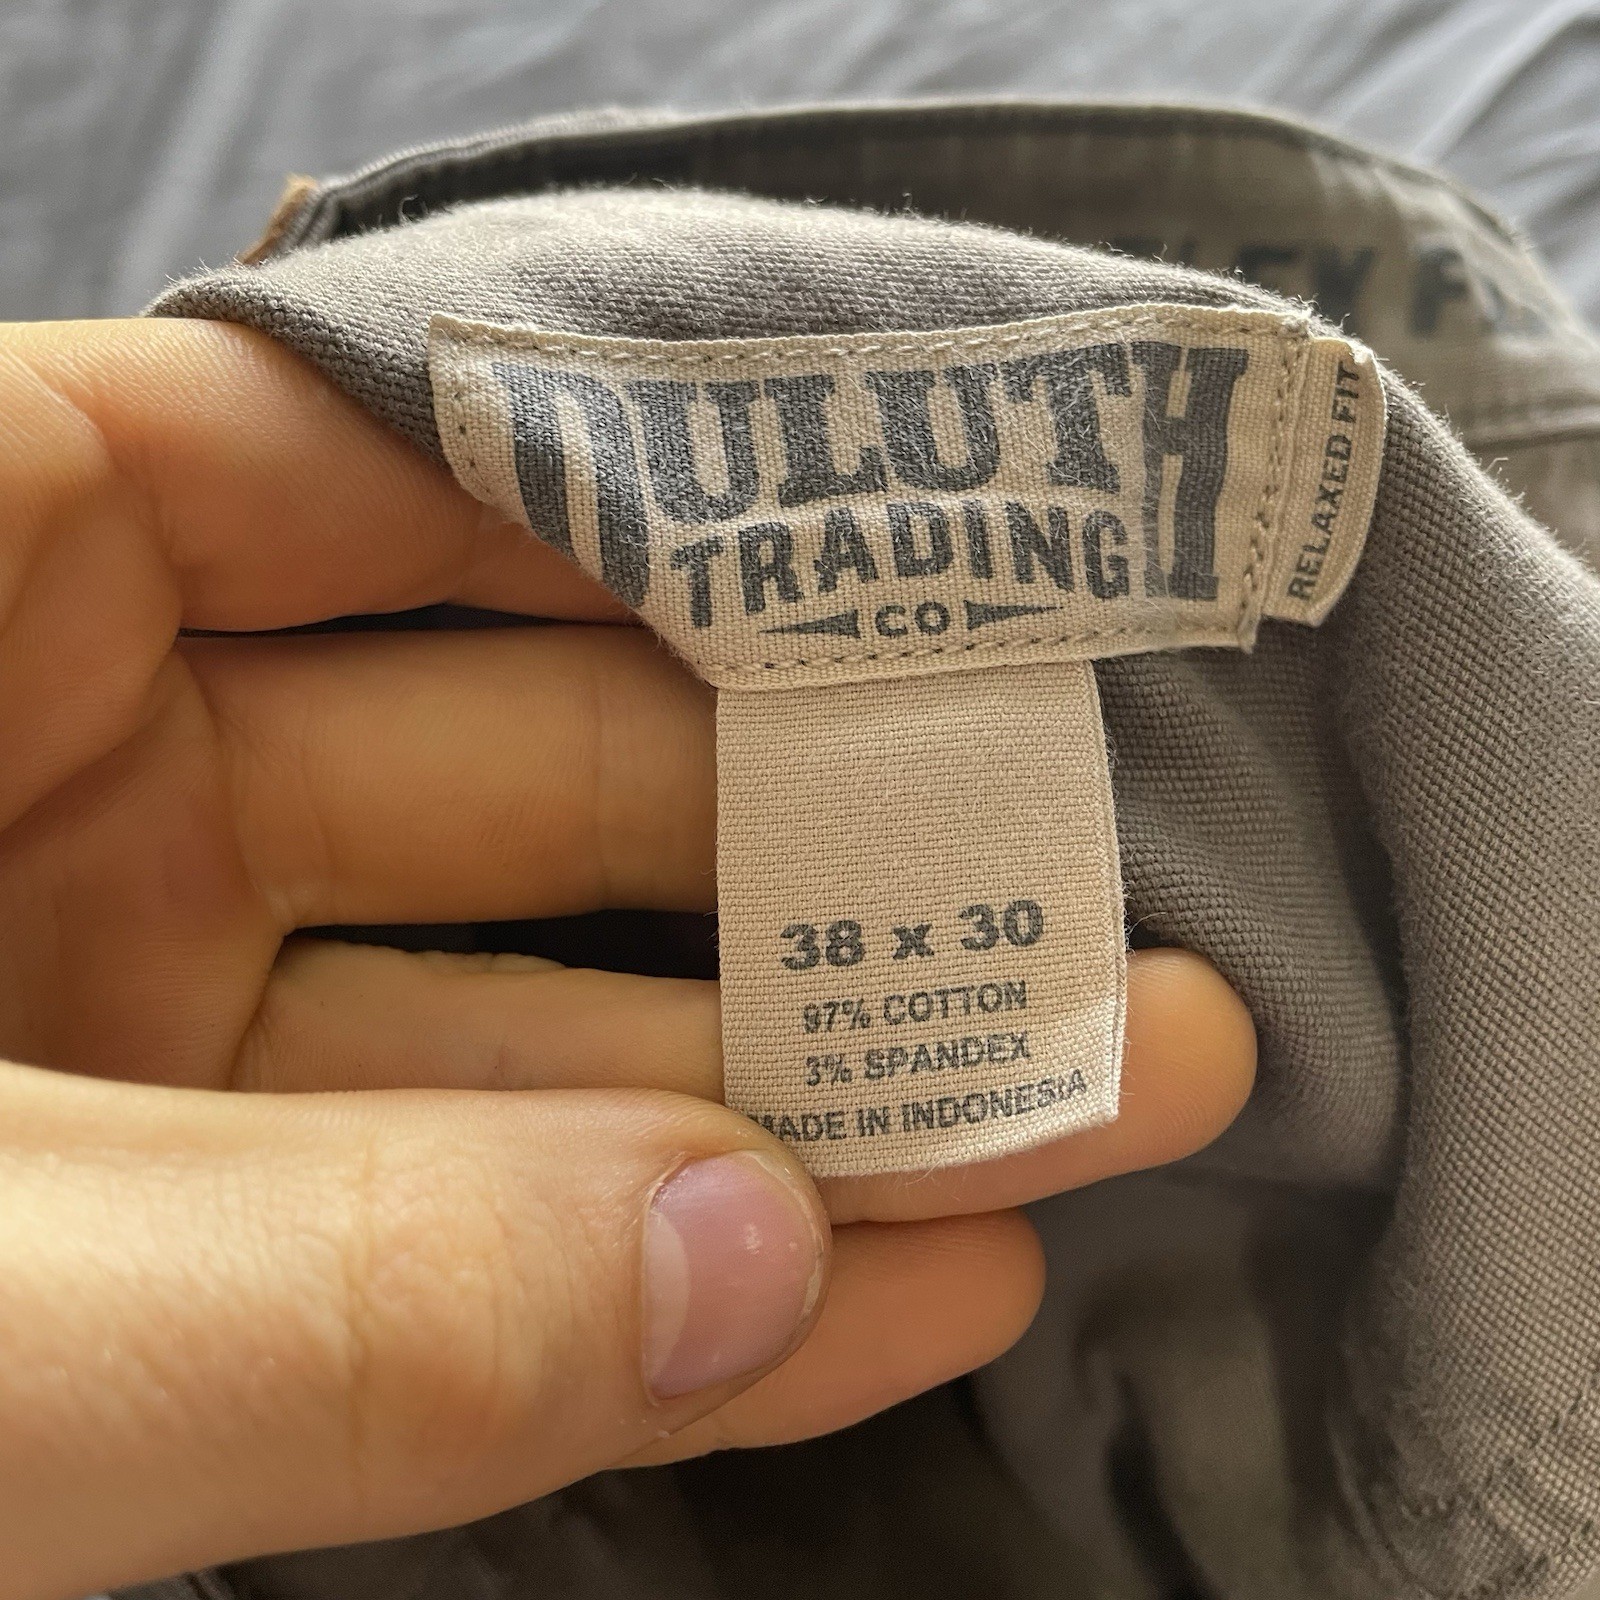 DULUTH
TRADING
CO
RELAXED FIT
38 x 30
97% COTTON
3% SPANDEX
MADE IN INDONESIA